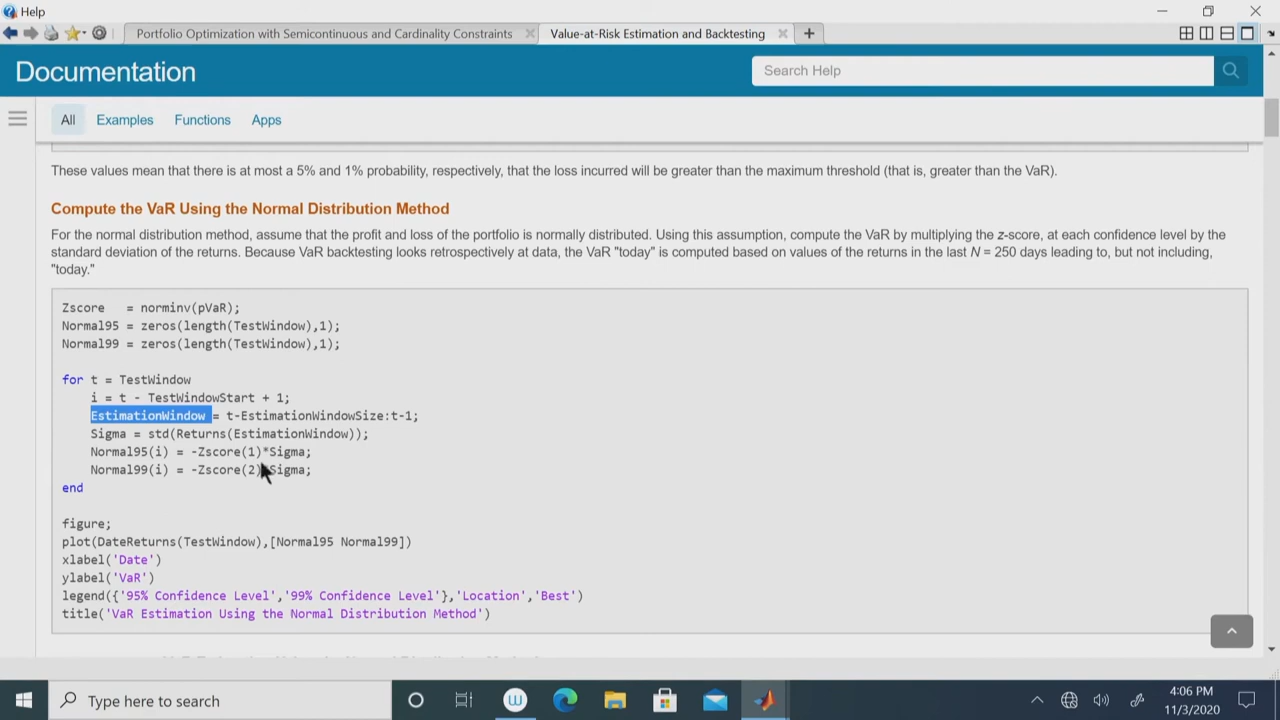 Help
Portfolio Optimization with Semicontinuous and Cardinality Constraints
Value-at-Risk Estimation and Backtesting
Documentation
Search Help
All Examples Functions Apps
These values mean that there is at most a 5% and 1% probability, respectively, that the loss incurred will be greater than the maximum threshold (that is, greater than the VaR).
Compute the VaR Using the Normal Distribution Method
For the normal distribution method, assume that the profit and loss of the portfolio is normally distributed. Using this assumption, compute the VaR by multiplying the z-score, at each confidence level by the
standard deviation of the returns. Because VaR backtesting looks retrospectively at data, the VaR "today" is computed based on values of the returns in the last N = 250 days leading to, but not including,
"today."
Zscore   = norminv(pVaR);
Normal95 = zeros(length(TestWindow),1);
Normal99 = zeros(length(TestWindow),1);
for t = TestWindow
    i = t - TestWindowStart + 1;
    EstimationWindow = t-EstimationWindowSize:t-1;
    Sigma = std(Returns(EstimationWindow));
    Normal95(i) = -Zscore(1)*Sigma;
    Normal99(i) = -Zscore(2)*Sigma;
end
figure;
plot(DateReturns(TestWindow),[Normal95 Normal99])
xlabel('Date')
ylabel('VaR')
legend({'95% Confidence Level','99% Confidence Level'},'Location','Best')
title('VaR Estimation Using the Normal Distribution Method')
Type here to search
4:06 PM
11/3/2020